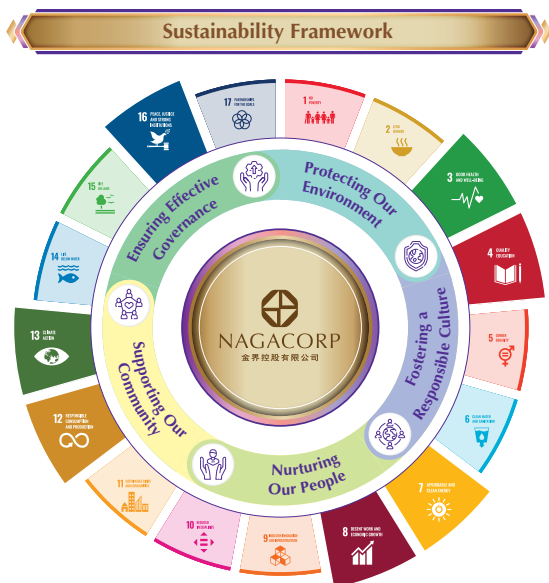 Sustainability Framework
17 PARTNERSHIPS
FOR THE GOALS
1 NO
POVERTY
2 ZERO
HUNGER
3 GOOD HEALTH
AND WELL-BEING
4 QUALITY
EDUCATION
5 GENDER
EQUALITY
6 CLEAN WATER
AND SANITATION
7 AFFORDABLE AND
CLEAN ENERGY
8 DECENT WORK AND
ECONOMIC GROWTH
9 INDUSTRY, INNOVATION
AND INFRASTRUCTURE
10 REDUCED
INEQUALITIES
11 SUSTAINABLE CITIES
AND COMMUNITIES
12 RESPONSIBLE
CONSUMPTION
AND PRODUCTION
13 CLIMATE
ACTION
14 LIFE
BELOW WATER
15 LIFE
ON LAND
16 PEACE, JUSTICE
AND STRONG
INSTITUTIONS
Ensuring Effective
Governance
Protecting Our
Environment
Fostering a
Responsible Culture
Nurturing
Our People
Supporting Our
Community
NAGACORP
金界控股有限公司